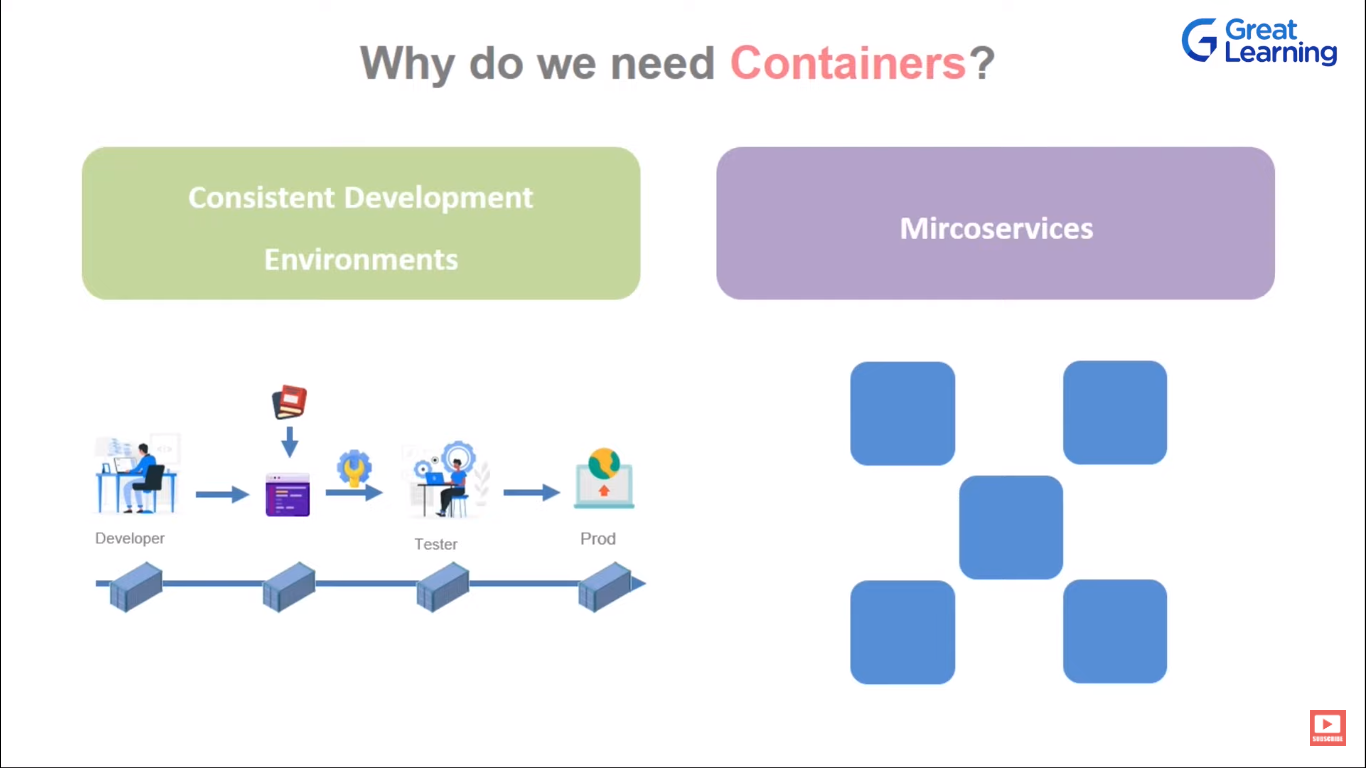 Why do we need Containers?
Great
Learning
Consistent Development
Environments
Mircoservices
Developer
Tester
Prod
SUBSCRIBE